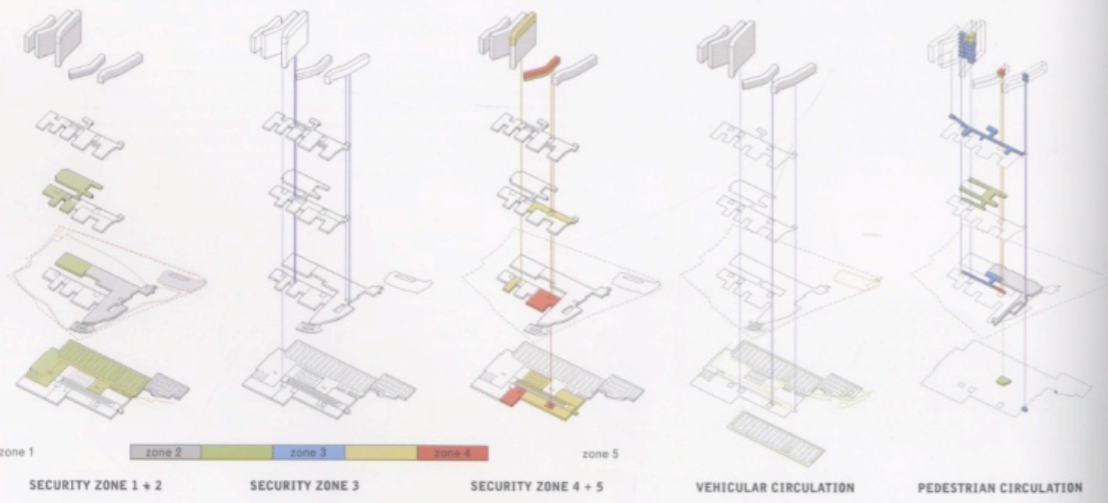 zone 1
zone 2
zone 3
zone 4
zone 5
SECURITY ZONE 1 + 2
SECURITY ZONE 3
SECURITY ZONE 4 + 5
VEHICULAR CIRCULATION
PEDESTRIAN CIRCULATION